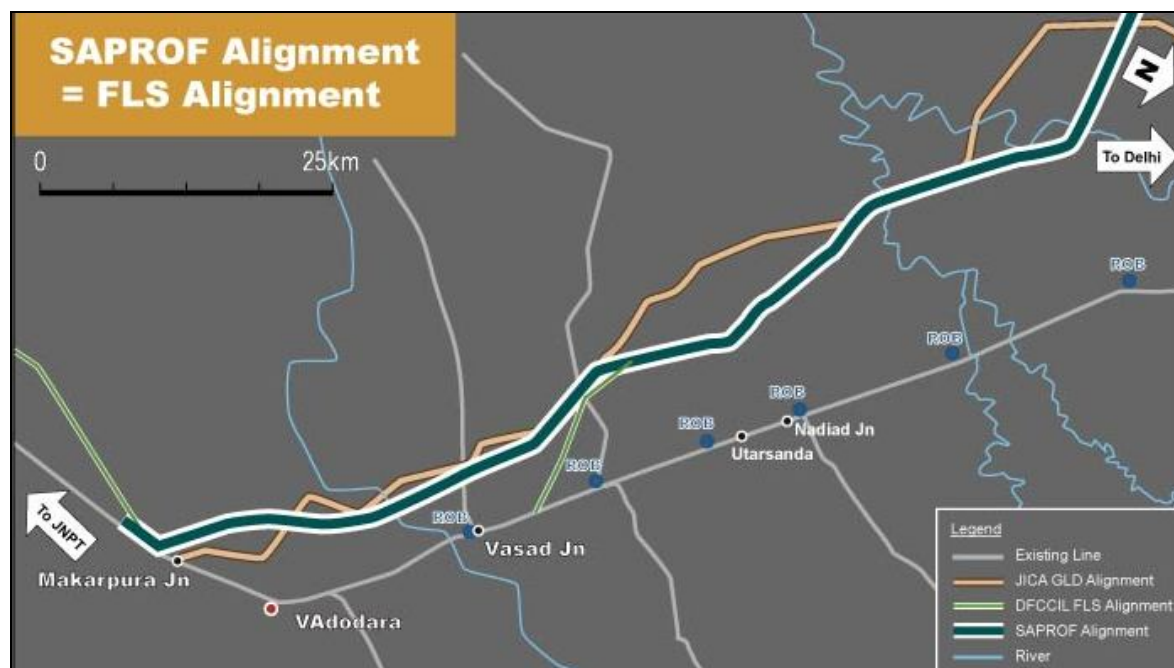 SAPROF Alignment
= FLS Alignment
0
25km
N
To Delhi
ROB
ROB
ROB
ROB
Nadiad Jn
Utarsanda
ROB
ROB
Vasad Jn
To JNPT
Makarpura Jn
VAdodara
Legend
Existing Line
JICA GLD Alignment
DFCCIL FLS Alignment
SAPROF Alignment
River